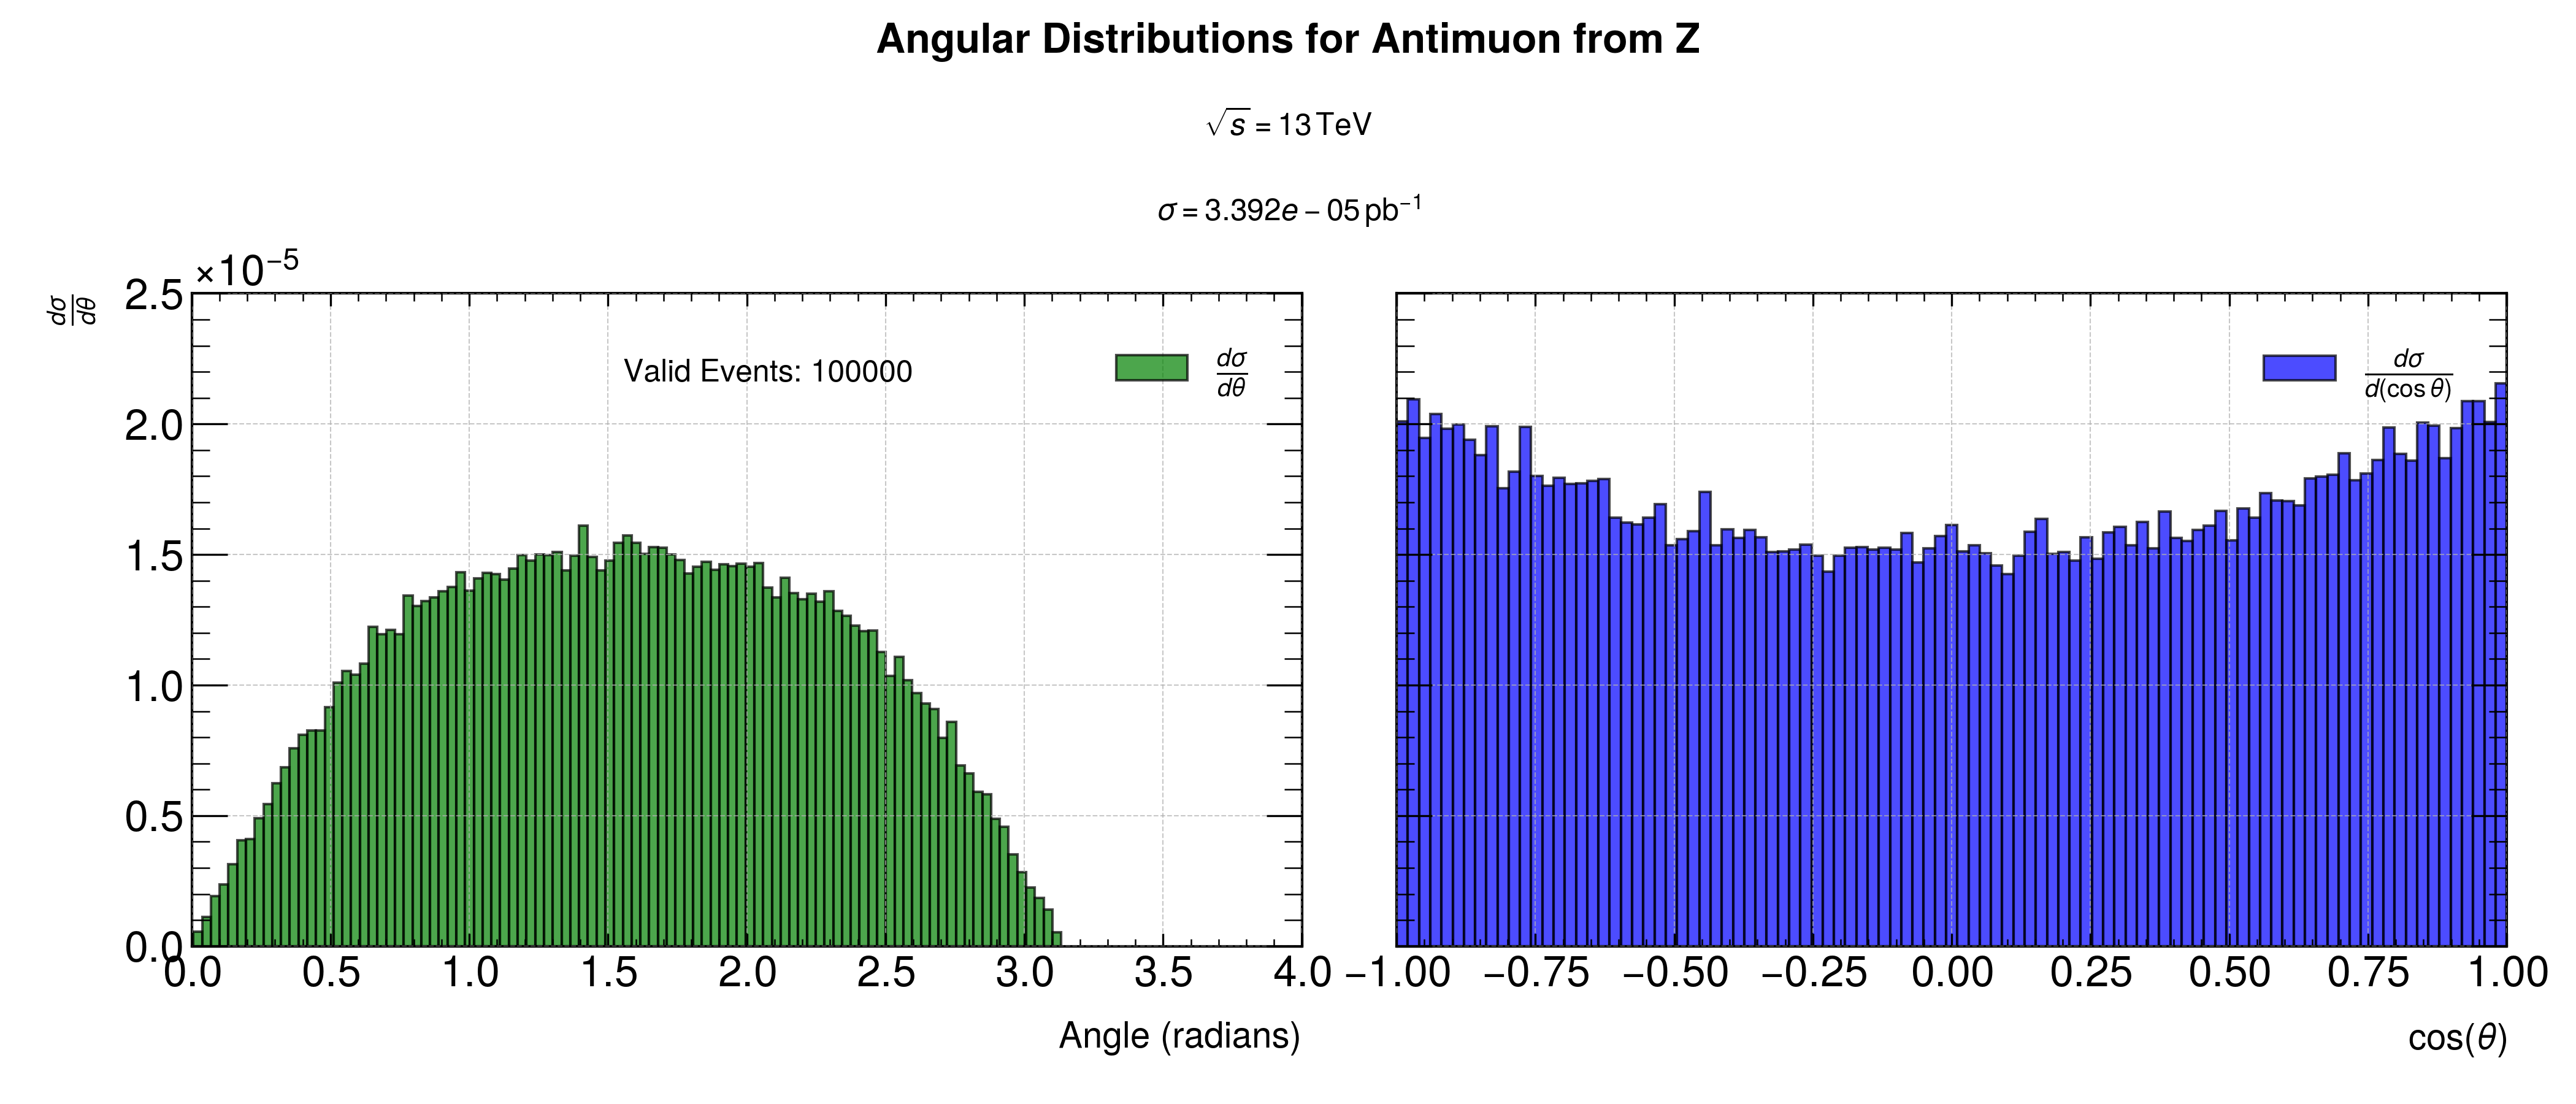 Angular Distributions for Antimuon from Z
√s = 13 TeV
σ = 3.392e − 05 pb⁻¹
×10⁻⁵
dσ/dθ
2.5
2.0
1.5
1.0
0.5
0.0
Valid Events: 100000
dσ/dθ
dσ/d(cos θ)
0.0 0.5 1.0 1.5 2.0 2.5 3.0 3.5 4.0
−1.00 −0.75 −0.50 −0.25 0.00 0.25 0.50 0.75 1.00
Angle (radians)
cos(θ)